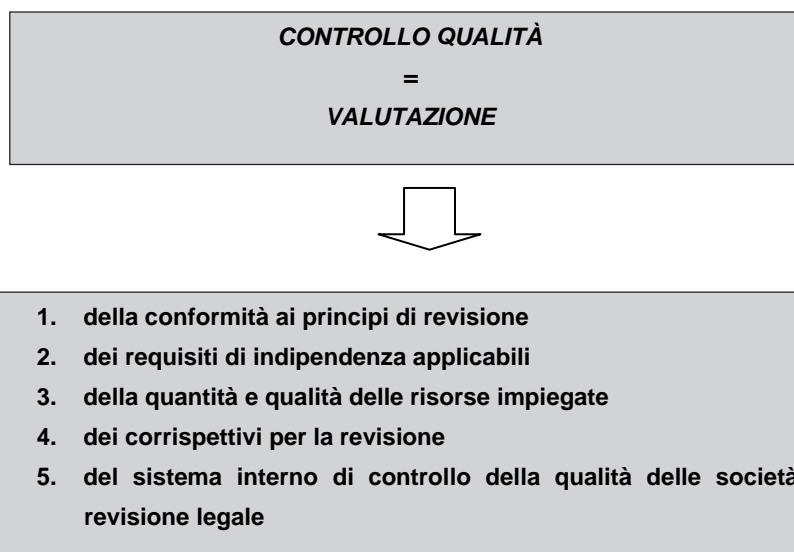 CONTROLLO QUALITÀ
=
VALUTAZIONE
1. della conformità ai principi di revisione
2. dei requisiti di indipendenza applicabili
3. della quantità e qualità delle risorse impiegate
4. dei corrispettivi per la revisione
5. del sistema interno di controllo della qualità delle società
revisione legale